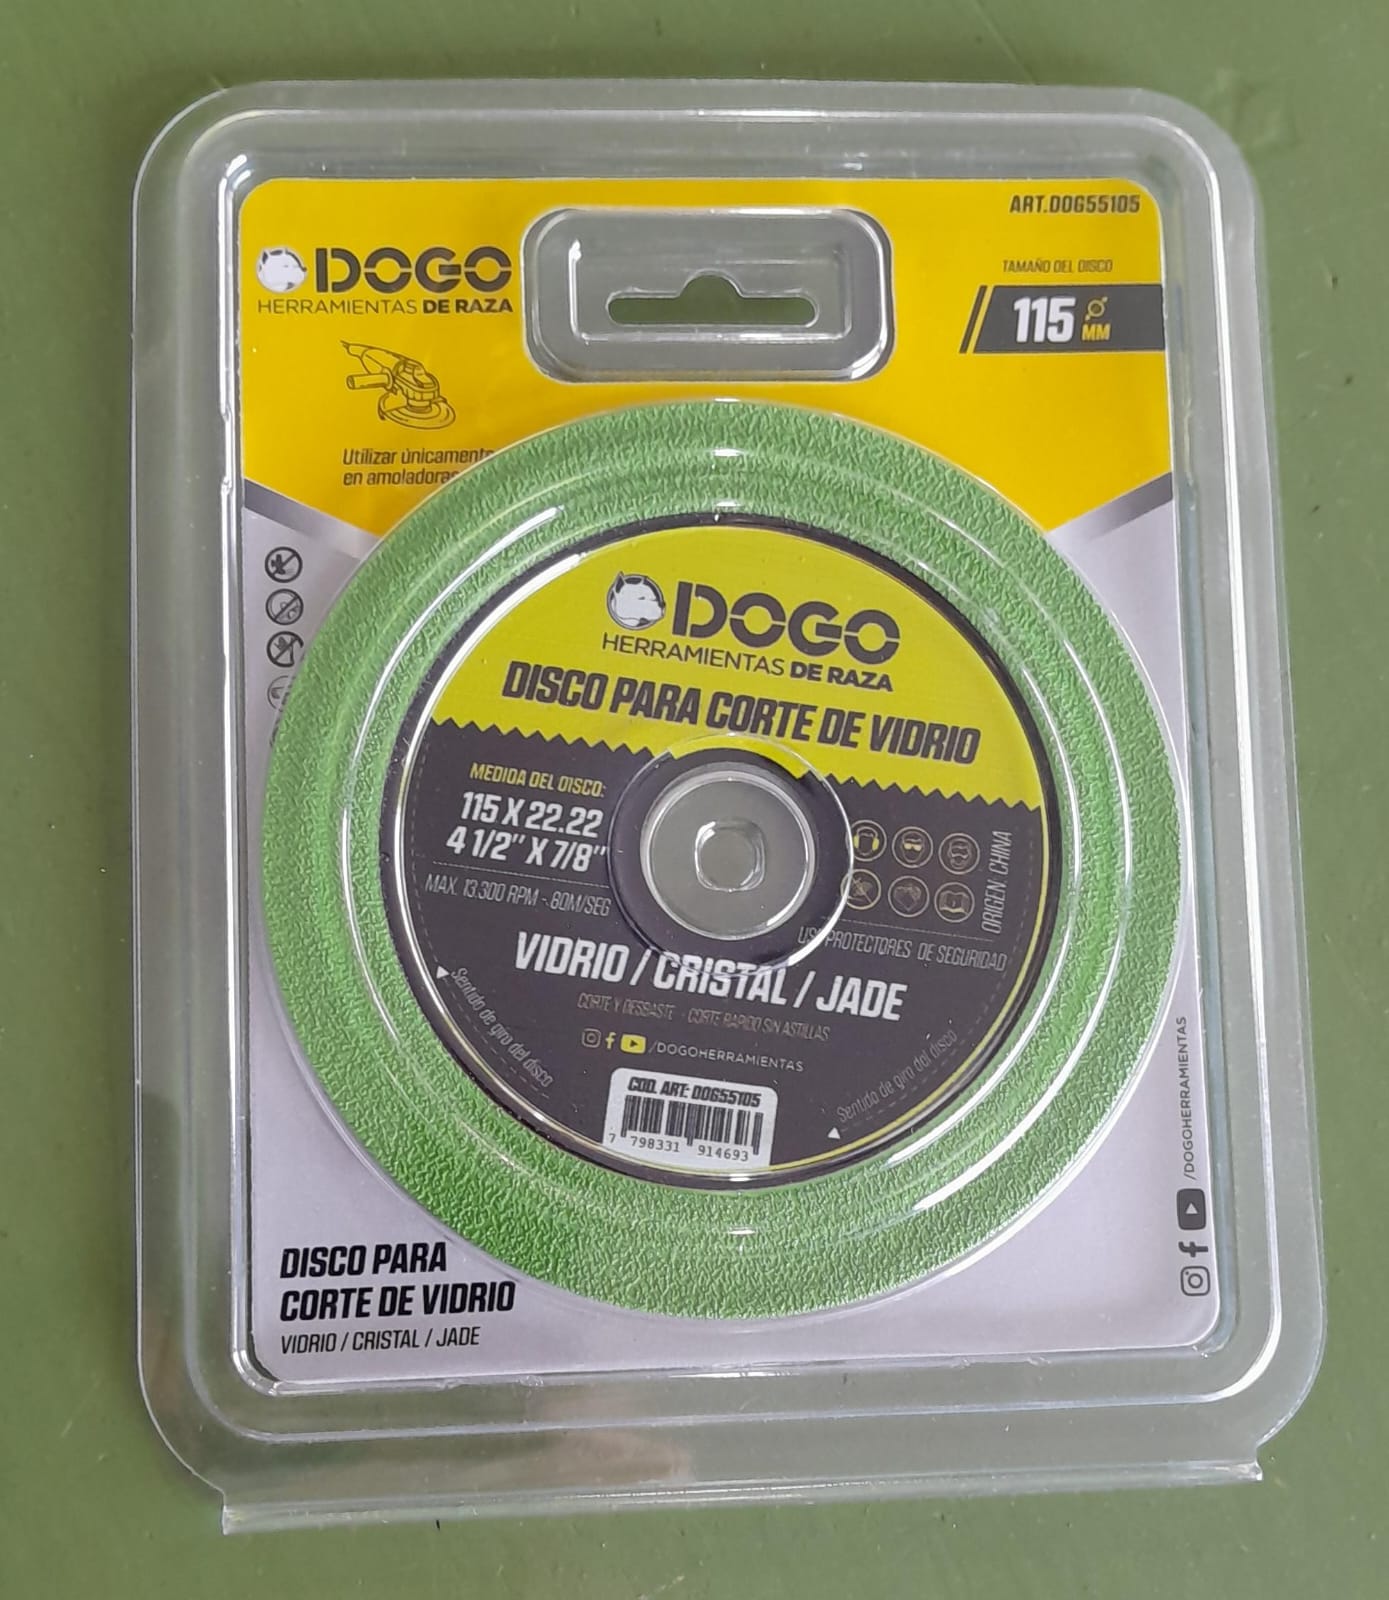 ART.DOG55105
DOGO
HERRAMIENTAS DE RAZA
TAMAÑO DEL DISCO
115 MM
Utilizar únicamente
en amoladoras
DOGO
HERRAMIENTAS DE RAZA
DISCO PARA CORTE DE VIDRIO
MEDIDA DEL DISCO:
115 X 22.22
4 1/2" X 7/8"
MAX. 13.300 RPM - 80M/SEG
ORIGEN: CHINA
PROTECTORES DE SEGURIDAD
VIDRIO / CRISTAL / JADE
CORTE Y DESBASTE - CORTE RAPIDO SIN ASTILLAS
/DOGOHERRAMIENTAS
Sentido de giro del disco
Sentido de giro del disco
COD. ART: DOG55105
7 798331 914693
DISCO PARA
CORTE DE VIDRIO
VIDRIO / CRISTAL / JADE
/DOGOHERRAMIENTAS